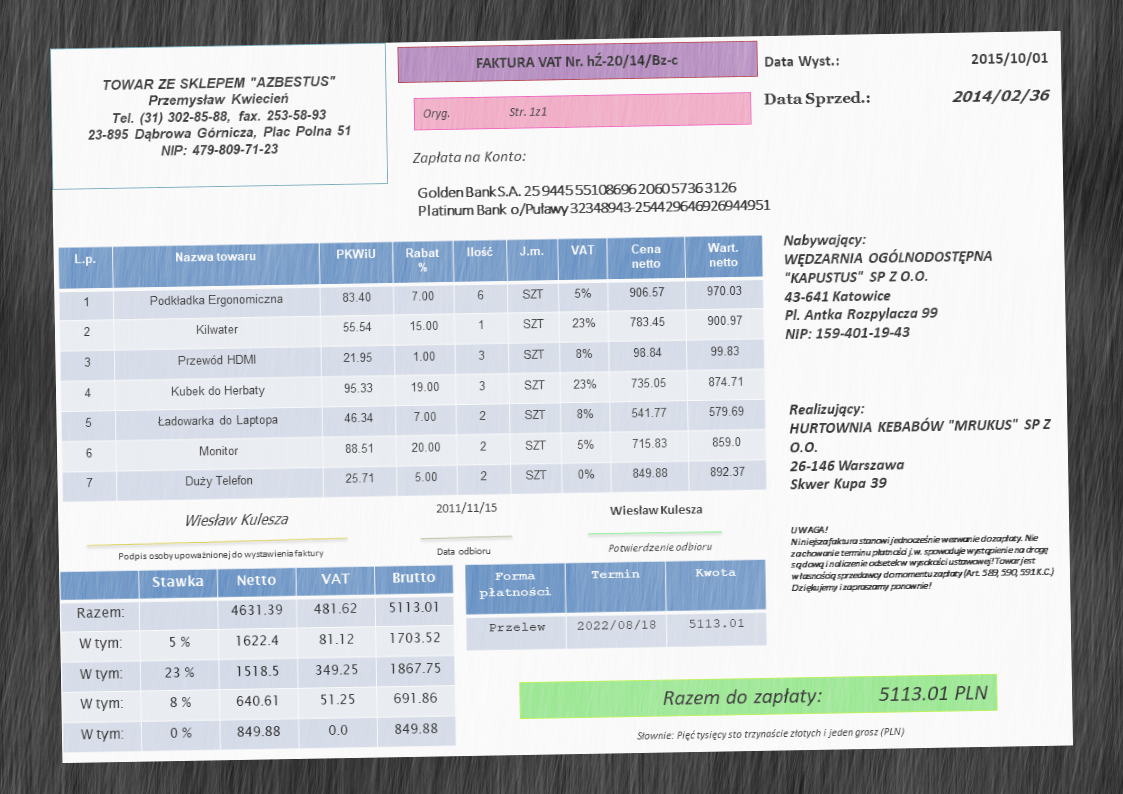 TOWAR ZE SKLEPEM "AZBESTUS"
Przemysław Kwiecień
Tel. (31) 302-85-88, fax. 253-58-93
23-895 Dąbrowa Górnicza, Plac Polna 51
NIP: 479-809-71-23
FAKTURA VAT Nr. hŹ-20/14/Bz-c
Oryg. Str. 1z1
Data Wyst.: 2015/10/01
Data Sprzed.: 2014/02/36
Zapłata na Konto:
Golden Bank S.A. 25 9445 5510 8696 2060 5736 3126
Platinum Bank o/Puławy 32348943-254429646926944951
L.p. Nazwa towaru PKWiU Rabat % Ilość J.m. VAT Cena netto Wart. netto
1 Podkładka Ergonomiczna 83.40 7.00 6 SZT 5% 906.57 970.03
2 Kilwater 55.54 15.00 1 SZT 23% 783.45 900.97
3 Przewód HDMI 21.95 1.00 3 SZT 8% 98.84 99.83
4 Kubek do Herbaty 95.33 19.00 3 SZT 23% 735.05 874.71
5 Ładowarka do Laptopa 46.34 7.00 2 SZT 8% 541.77 579.69
6 Monitor 88.51 20.00 2 SZT 5% 715.83 859.0
7 Duży Telefon 25.71 5.00 2 SZT 0% 849.88 892.37
Nabywający:
WĘDZARNIA OGÓLNODOSTĘPNA
"KAPUSTUS" SP Z O.O.
43-641 Katowice
Pl. Antka Rozpylacza 99
NIP: 159-401-19-43
Realizujący:
HURTOWNIA KEBABÓW "MRUKUS" SP Z
O.O.
26-146 Warszawa
Skwer Kupa 39
Wiesław Kulesza
Podpis osoby upoważnionej do wystawienia faktury
2011/11/15
Data odbioru
Wiesław Kulesza
Potwierdzenie odbioru
UWAGA!
Niniejsza faktura stanowi jednocześnie wezwanie do zapłaty. Nie
zachowanie terminu płatności j.w. spowoduje wystąpienie na drogę
sądową i naliczenie odsetek w wysokości ustawowej! Towar jest
własnością sprzedawcy do momentu zapłaty (Art. 589, 590, 591 K.C.)
Dziękujemy i zapraszamy ponownie!
Stawka Netto VAT Brutto
Razem: 4631.39 481.62 5113.01
W tym: 5 % 1622.4 81.12 1703.52
W tym: 23 % 1518.5 349.25 1867.75
W tym: 8 % 640.61 51.25 691.86
W tym: 0 % 849.88 0.0 849.88
Forma płatności Termin Kwota
Przelew 2022/08/18 5113.01
Razem do zapłaty: 5113.01 PLN
Słownie: Pięć tysięcy sto trzynaście złotych i jeden grosz (PLN)